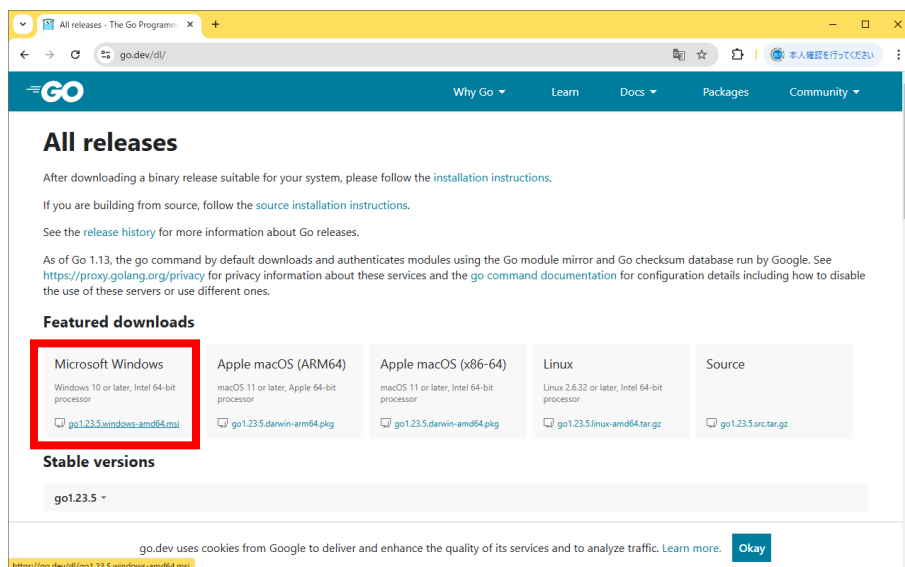 All releases - The Go Programm
go.dev/dl/
本人確認を行ってください
GO
Why Go
Learn
Docs
Packages
Community
All releases
After downloading a binary release suitable for your system, please follow the installation instructions.
If you are building from source, follow the source installation instructions.
See the release history for more information about Go releases.
As of Go 1.13, the go command by default downloads and authenticates modules using the Go module mirror and Go checksum database run by Google. See
https://proxy.golang.org/privacy for privacy information about these services and the go command documentation for configuration details including how to disable
the use of these servers or use different ones.
Featured downloads
Microsoft Windows
Windows 10 or later, Intel 64-bit
processor
go1.23.5.windows-amd64.msi
Apple macOS (ARM64)
macOS 11 or later, Apple 64-bit
processor
go1.23.5.darwin-arm64.pkg
Apple macOS (x86-64)
macOS 11 or later, Intel 64-bit
processor
go1.23.5.darwin-amd64.pkg
Linux
Linux 2.6.32 or later, Intel 64-bit
processor
go1.23.5.linux-amd64.tar.gz
Source
go1.23.5.src.tar.gz
Stable versions
go1.23.5
go.dev uses cookies from Google to deliver and enhance the quality of its services and to analyze traffic. Learn more.
Okay
https://go.dev/dl/go1.23.5.windows-amd64.msi